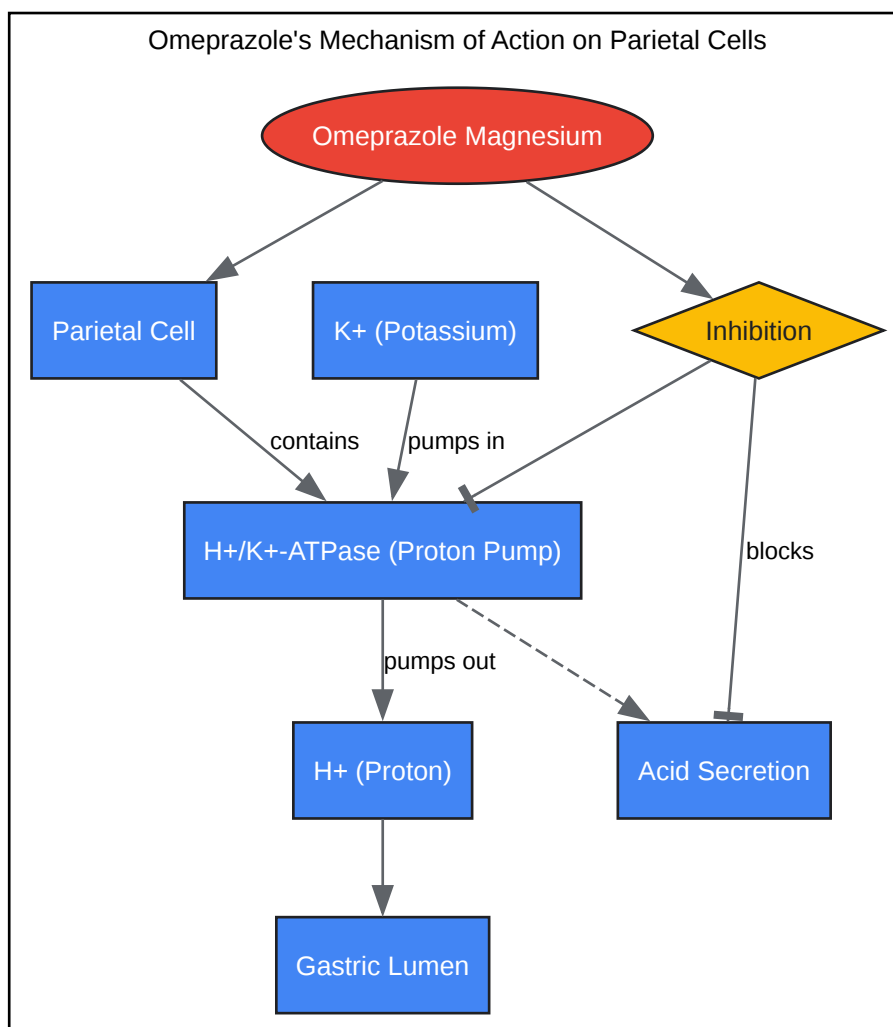 Omeprazole's Mechanism of Action on Parietal Cells
Omeprazole Magnesium
Parietal Cell
K+ (Potassium)
Inhibition
contains
pumps in
H+/K+-ATPase (Proton Pump)
blocks
pumps out
H+ (Proton)
Acid Secretion
Gastric Lumen